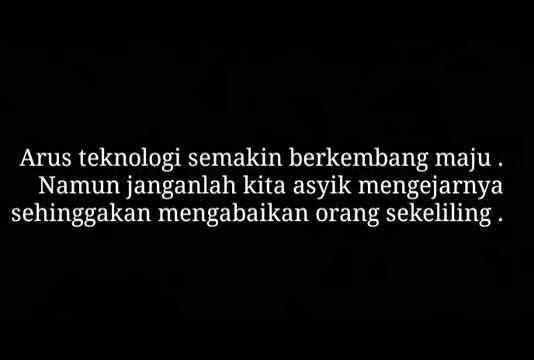 Arus teknologi semakin berkembang maju .
Namun janganlah kita asyik mengejarnya
sehinggakan mengabaikan orang sekeliling .